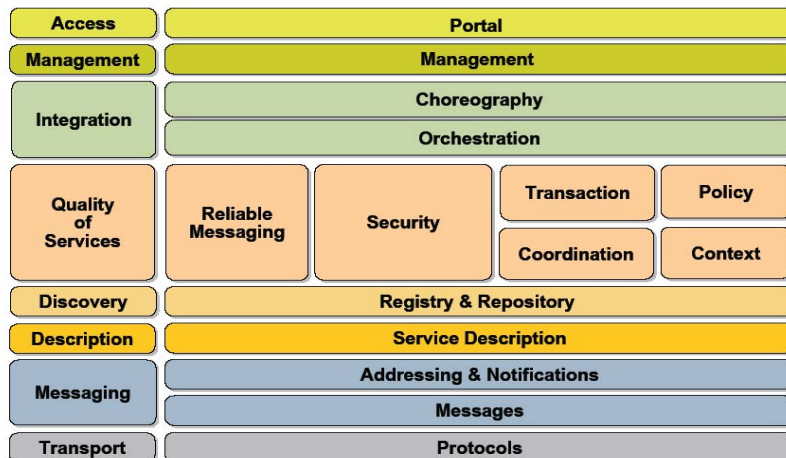 Access
Portal
Management
Management
Integration
Choreography
Orchestration
Quality
of
Services
Reliable
Messaging
Security
Transaction
Policy
Coordination
Context
Discovery
Registry & Repository
Description
Service Description
Messaging
Addressing & Notifications
Messages
Transport
Protocols